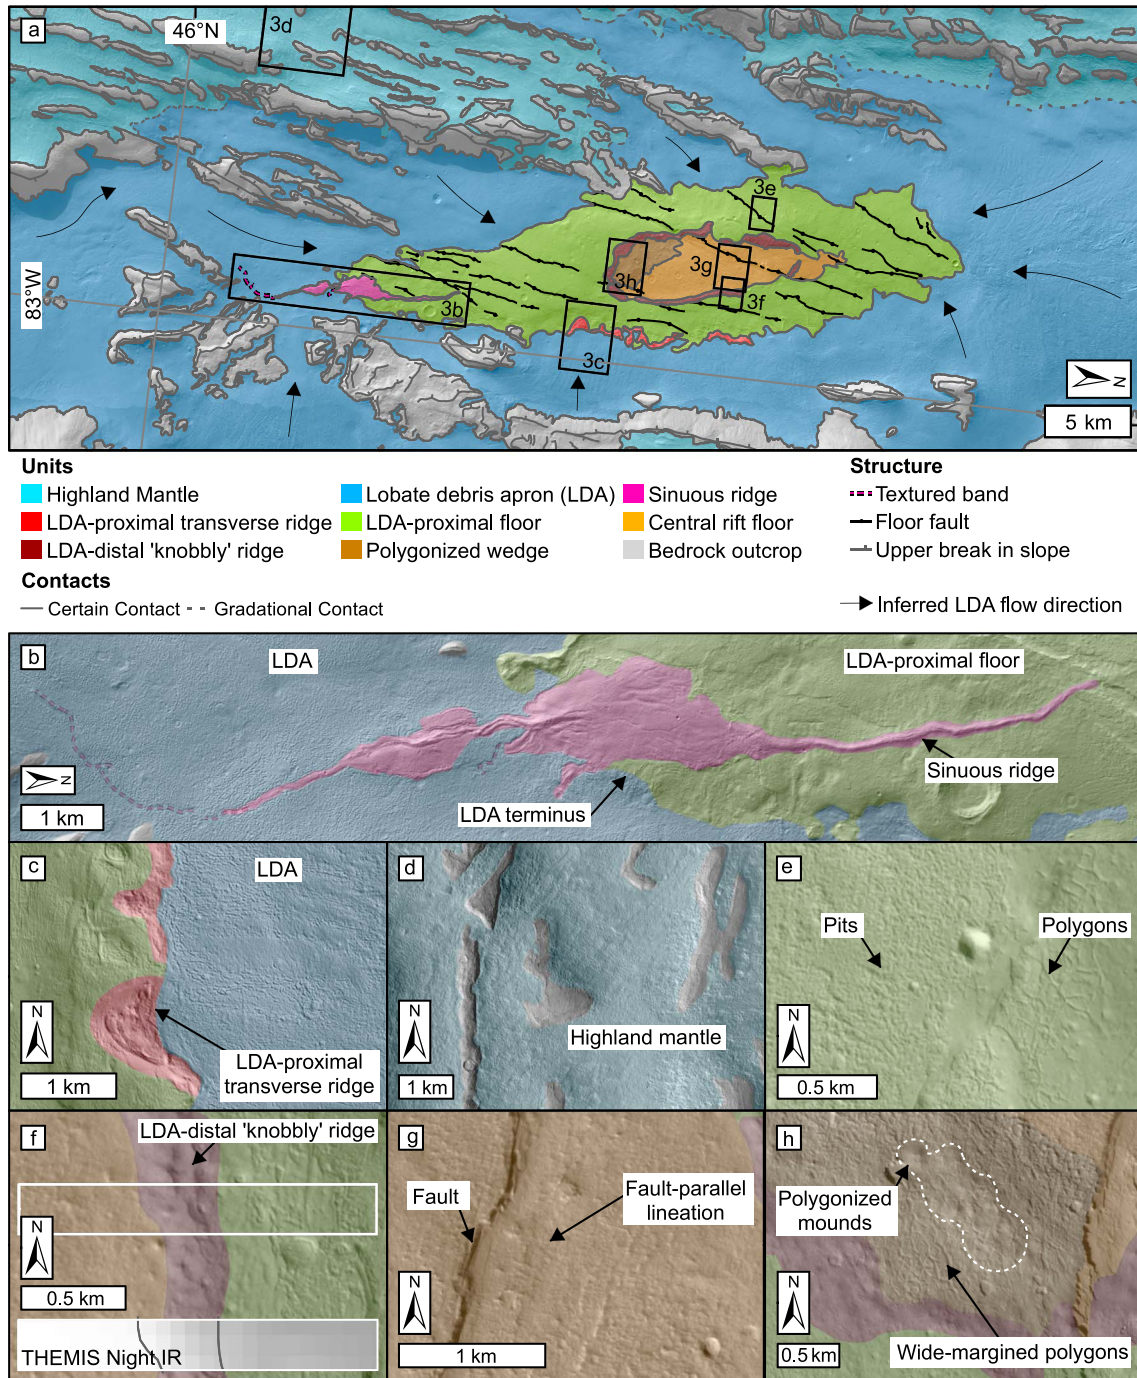 a
3d
46°N
83°W
3e
3g
3h
3f
3b
3c
N
5 km
Units
Highland Mantle
Lobate debris apron (LDA)
Sinuous ridge
LDA-proximal transverse ridge
LDA-proximal floor
Central rift floor
LDA-distal 'knobbly' ridge
Polygonized wedge
Bedrock outcrop
Structure
Textured band
Floor fault
Upper break in slope
Contacts
Certain Contact
Gradational Contact
Inferred LDA flow direction
b
LDA
LDA-proximal floor
Sinuous ridge
LDA terminus
N
1 km
c
LDA
N
LDA-proximal
transverse ridge
1 km
d
N
Highland mantle
1 km
e
Pits
Polygons
N
0.5 km
f
LDA-distal 'knobbly' ridge
N
0.5 km
THEMIS Night IR
g
Fault
Fault-parallel
lineation
N
1 km
h
Polygonized
mounds
N
Wide-margined polygons
0.5 km